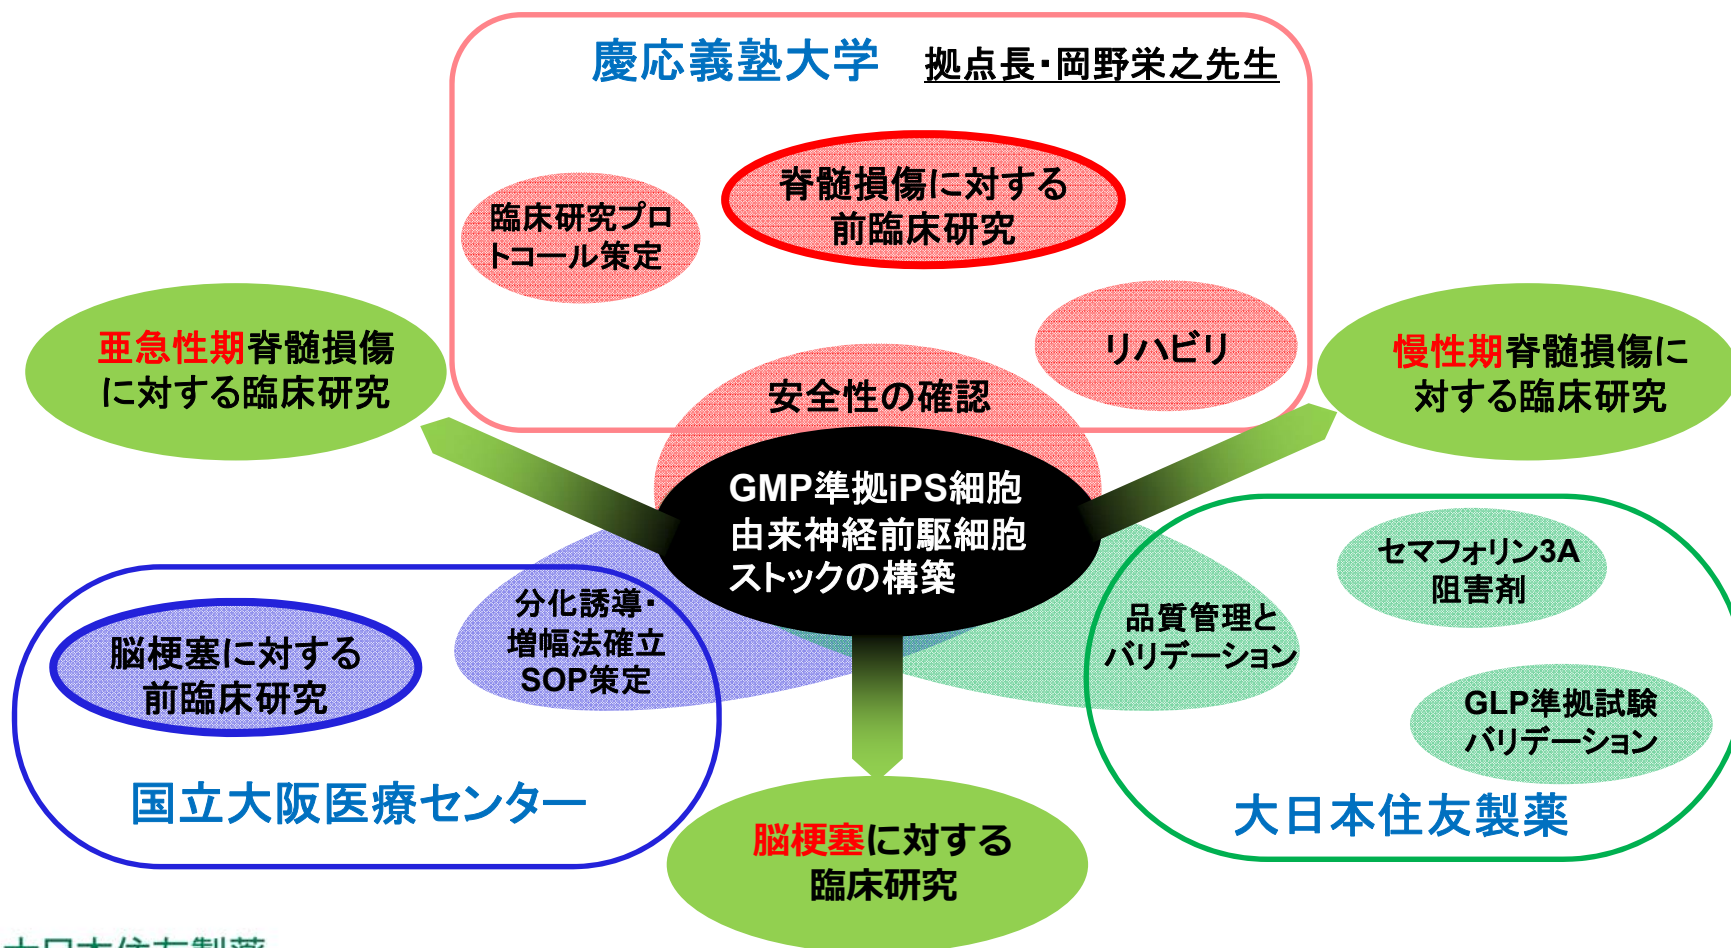 慶応義塾大学
拠点長・岡野栄之先生
脊髄損傷に対する
前臨床研究
臨床研究プロ
トコール策定
リハビリ
亜急性期脊髄損傷
に対する臨床研究
慢性期脊髄損傷に
対する臨床研究
安全性の確認
GMP準拠iPS細胞
由来神経前駆細胞
ストックの構築
セマフォリン3A
阻害剤
分化誘導・
増幅法確立
SOP策定
品質管理と
バリデーション
脳梗塞に対する
前臨床研究
GLP準拠試験
バリデーション
国立大阪医療センター
大日本住友製薬
脳梗塞に対する
臨床研究
大日本住友製薬